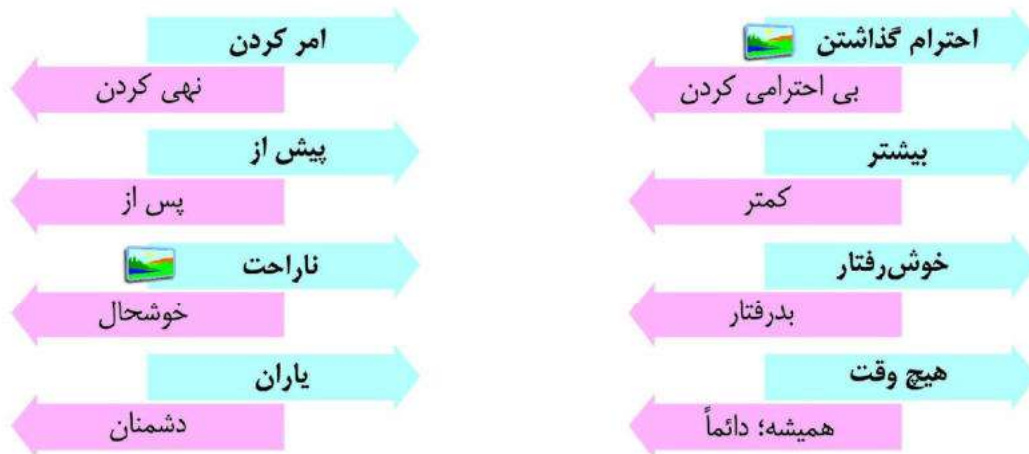 احترام گذاشتن
بی احترامی کردن
بیشتر
کمتر
خوش‌رفتار
بدرفتار
هیچ وقت
همیشه؛ دائماً
امر کردن
نهی کردن
پیش از
پس از
ناراحت
خوشحال
یاران
دشمنان